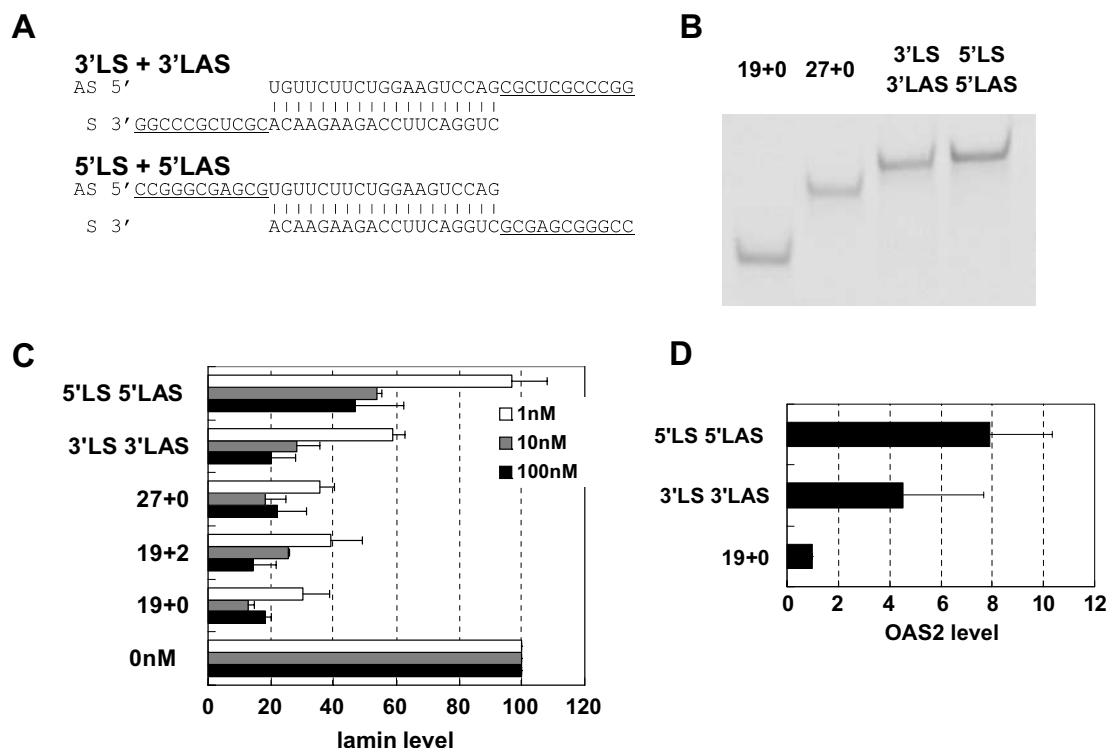 A
3'LS + 3'LAS
AS 5' UGUUCUUCUGGAAGUCCAGCGCUCGCCCGG
S 3' GGCCCGCUCGCACAAGAAGACCUUCAGGUC
5'LS + 5'LAS
AS 5' CCGGGCGAGCGUGUUCUUCUGGAAGUCCAG
S 3' ACAAGAAGACCUUCAGGUCGCGAGCGGGCC
B
19+0 27+0 3'LS 5'LS
3'LAS 5'LAS
C
5'LS 5'LAS
3'LS 3'LAS
27+0
19+2
19+0
0nM
1nM
10nM
100nM
0 20 40 60 80 100 120
lamin level
D
5'LS 5'LAS
3'LS 3'LAS
19+0
0 2 4 6 8 10 12
OAS2 level